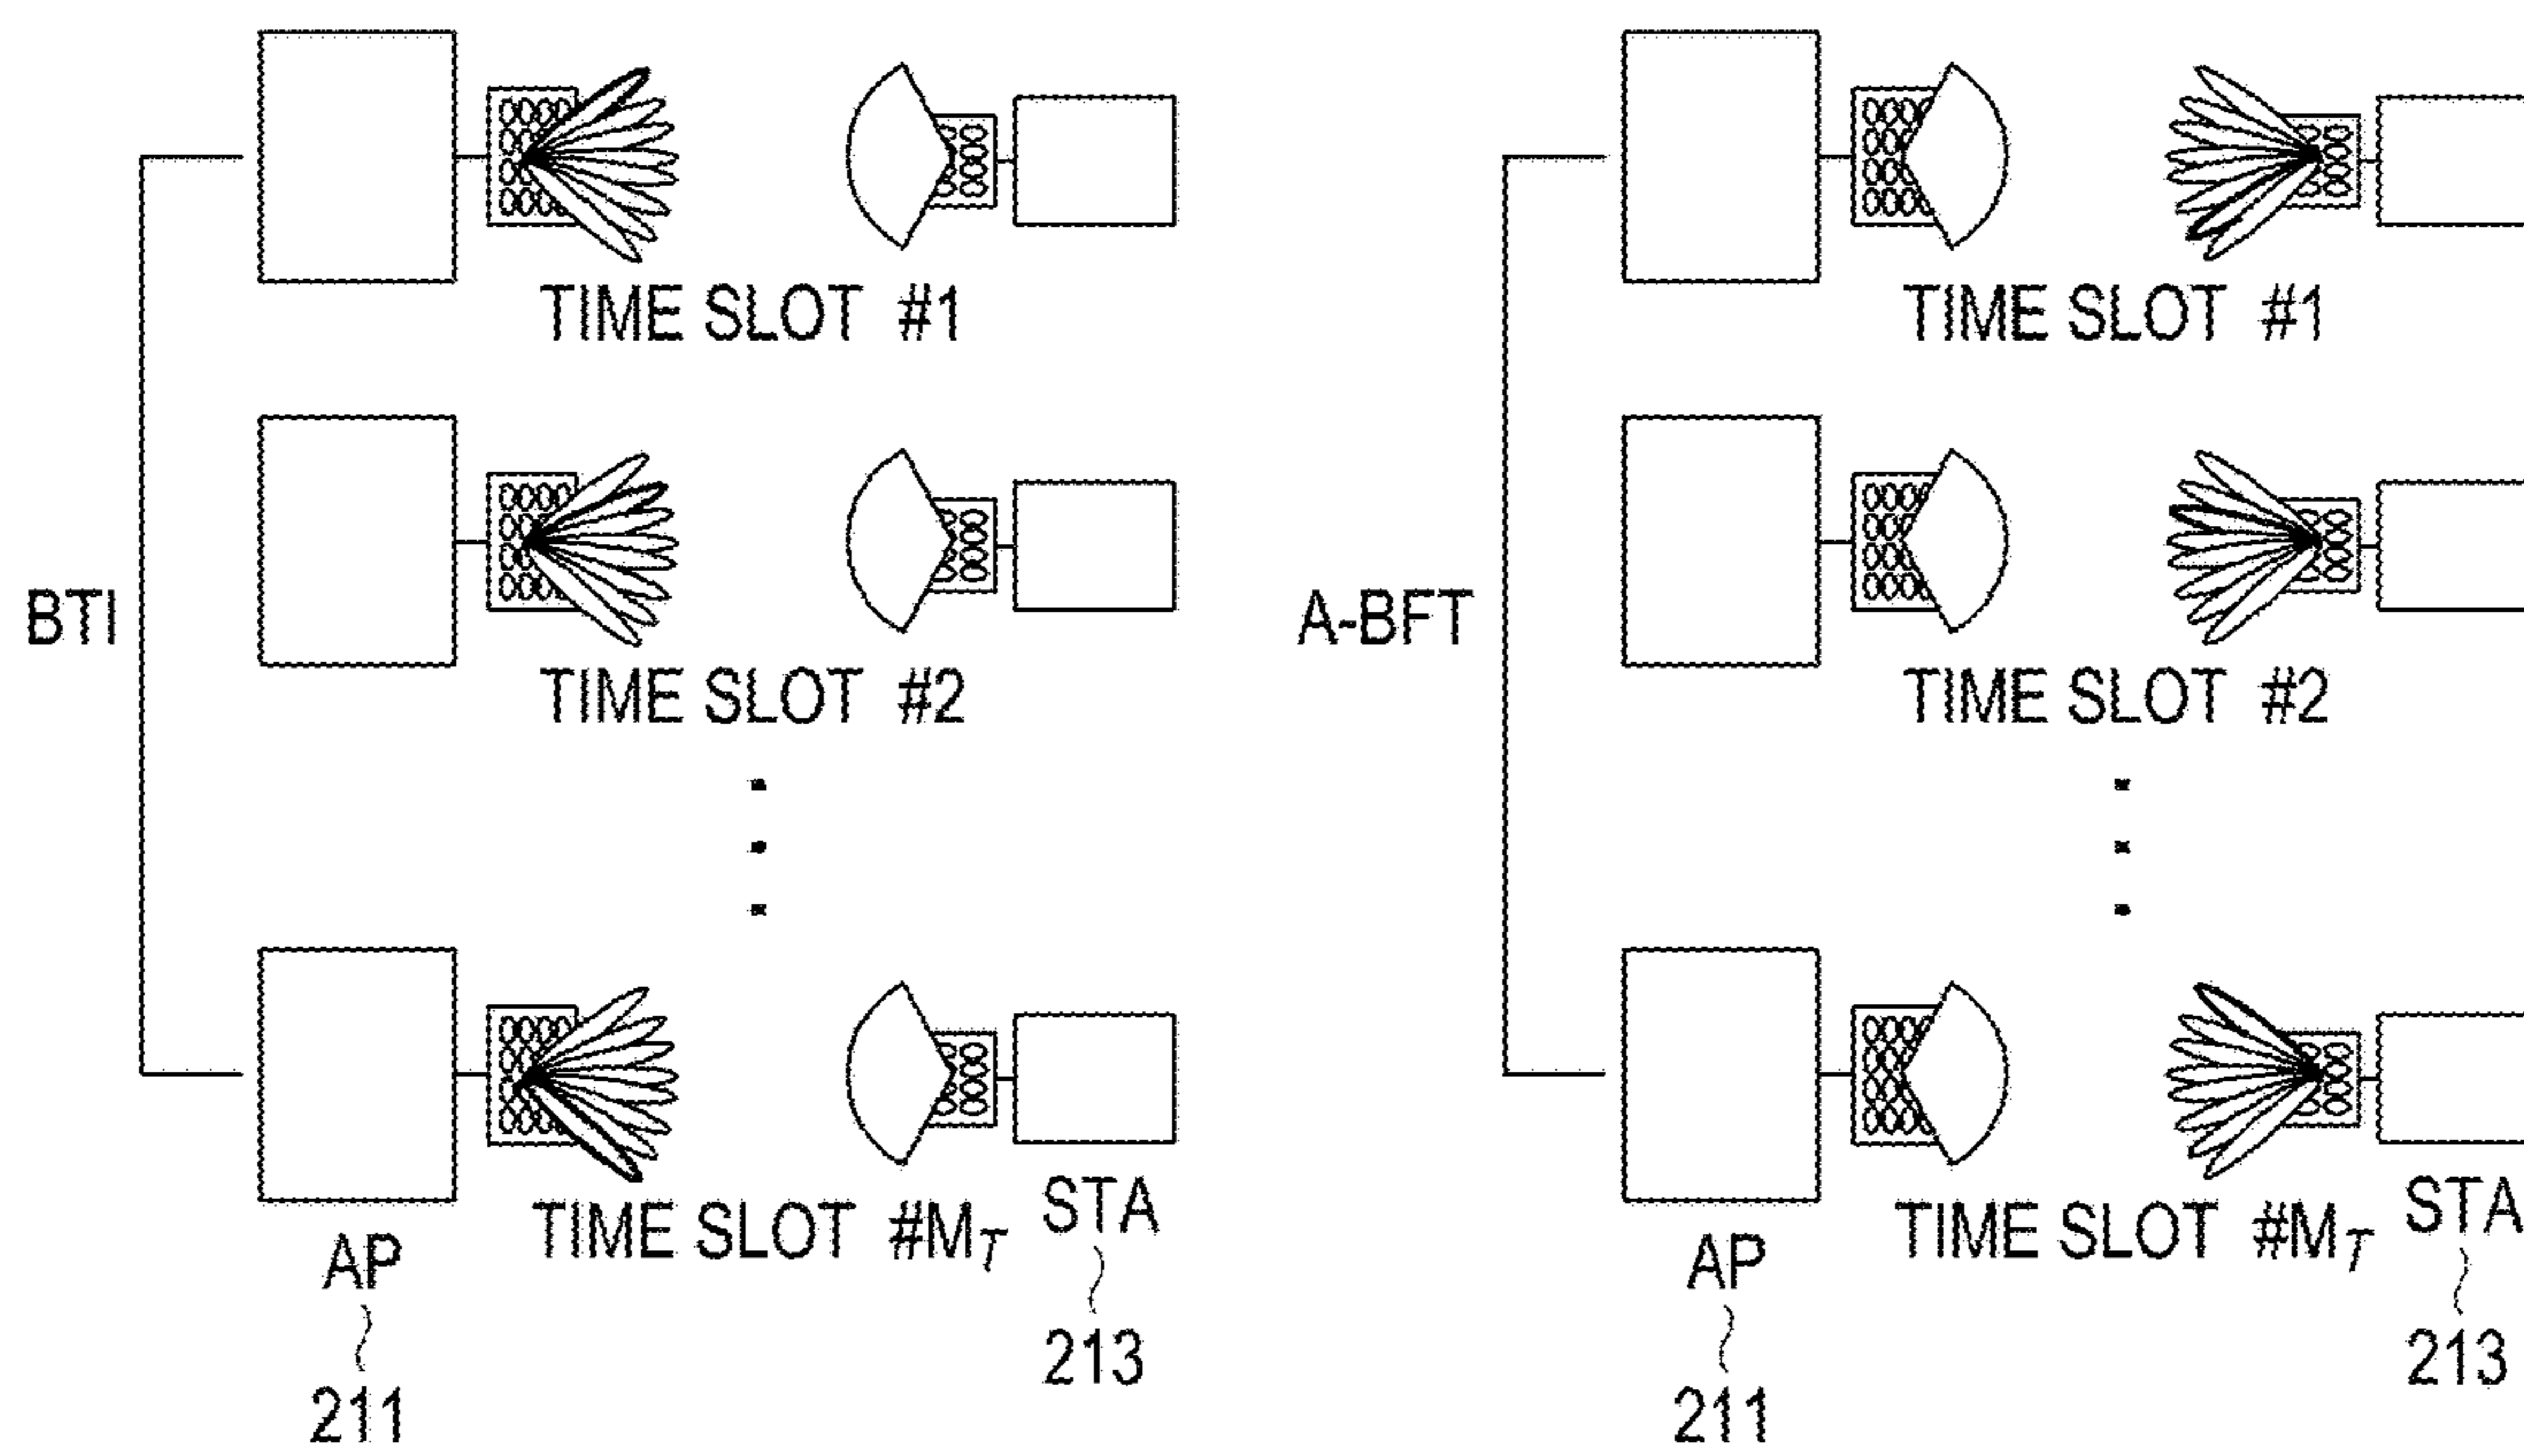 TIME SLOT #1
TIME SLOT #2
BTI
TIME SLOT #MT
STA
213
AP
211
TIME SLOT #1
TIME SLOT #2
A-BFT
TIME SLOT #MT
STA
213
AP
211